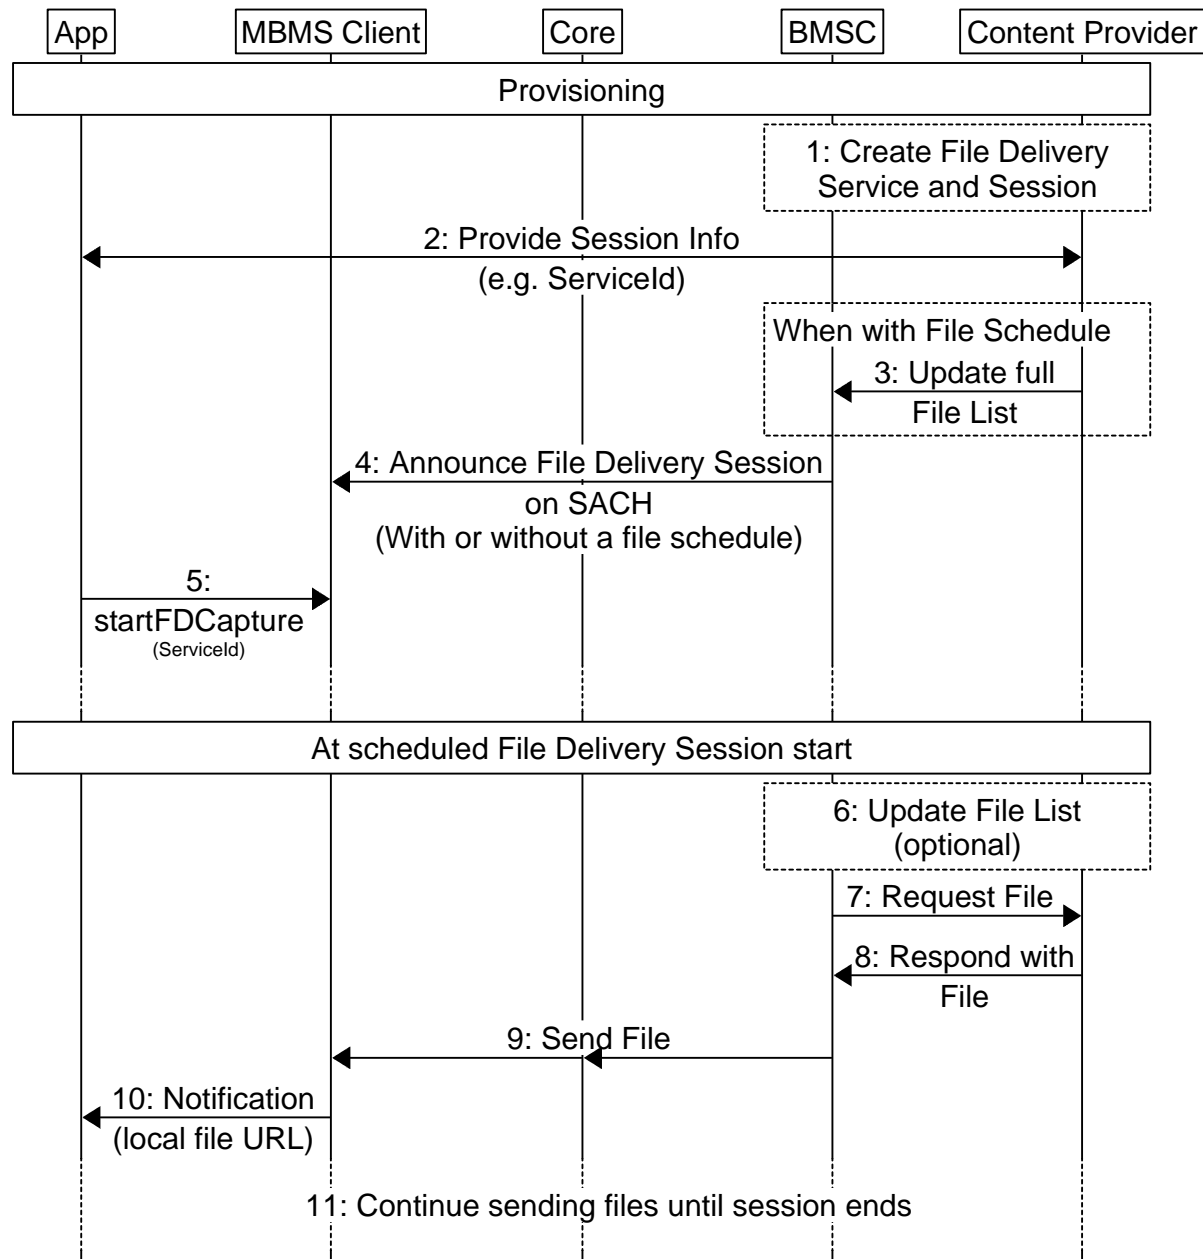 App
MBMS Client
Core
BMSC
Content Provider
Provisioning
1: Create File Delivery
Service and Session
2: Provide Session Info
(e.g. ServiceId)
When with File Schedule
3: Update full
File List
4: Announce File Delivery Session
on SACH
(With or without a file schedule)
5:
startFDCapture
(ServiceId)
At scheduled File Delivery Session start
6: Update File List
(optional)
7: Request File
8: Respond with
File
9: Send File
10: Notification
(local file URL)
11: Continue sending files until session ends